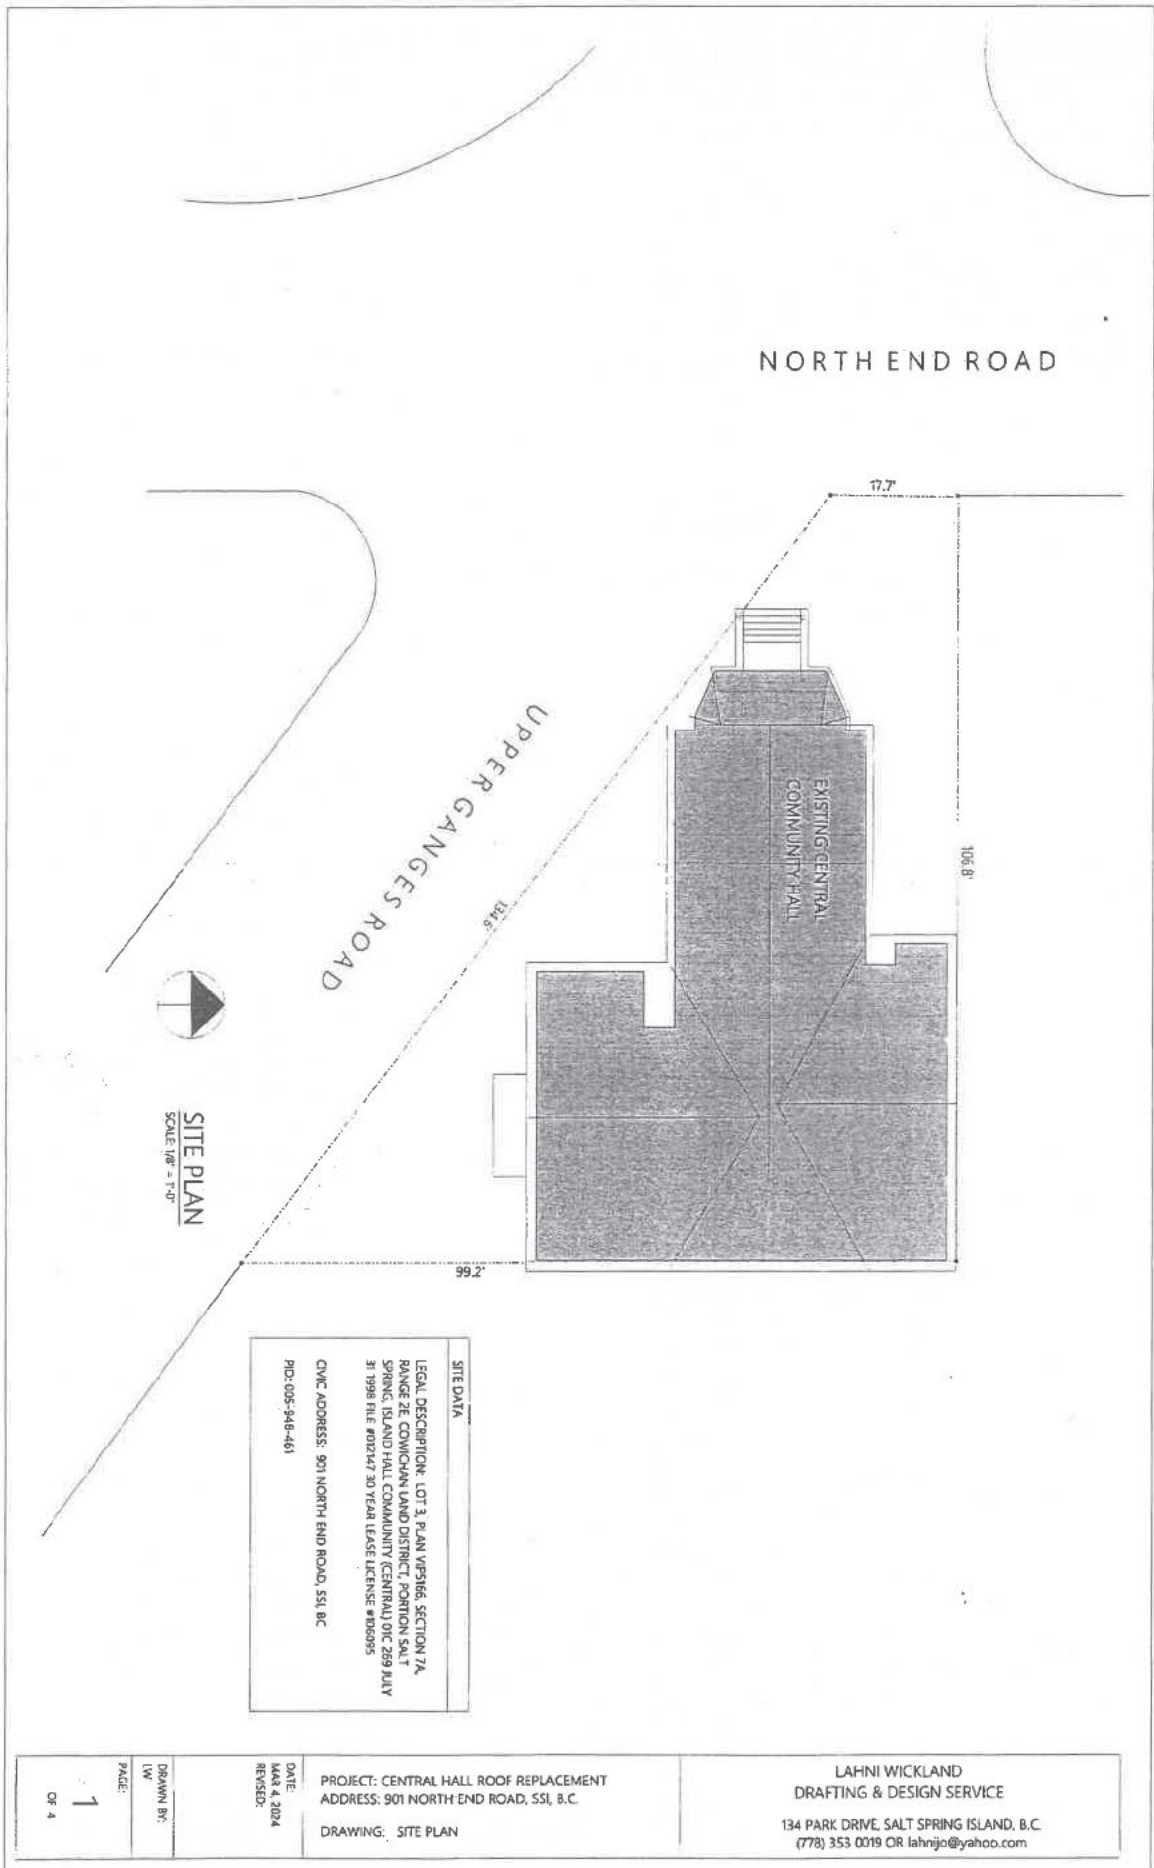 NORTH END ROAD
17.7'
EXISTING CENTRAL
COMMUNITY HALL
106.8'
UPPER GANGES ROAD
134.6'
99.2'
SITE PLAN
SCALE: 1/8" = 1'-0"
SITE DATA
LEGAL DESCRIPTION: LOT 3, PLAN VIP5166, SECTION 7A,
RANGE 2E, COWICHAN LAND DISTRICT, PORTION SALT
SPRING, ISLAND HALL COMMUNITY (CENTRAL) OIC 269 JULY
31 1998 FILE #012147 30 YEAR LEASE LICENSE #106095
CIVIC ADDRESS: 901 NORTH END ROAD, SSI, BC
PID: 005-948-461
LAHNI WICKLAND
DRAFTING & DESIGN SERVICE
134 PARK DRIVE, SALT SPRING ISLAND, B.C.
(778) 353 0019 OR lahnijo@yahoo.com
PROJECT: CENTRAL HALL ROOF REPLACEMENT
ADDRESS: 901 NORTH END ROAD, SSI, B.C.
DRAWING: SITE PLAN
DATE:
MAR 4, 2024
REVISED:
DRAWN BY:
LW
PAGE:
1
OF 4